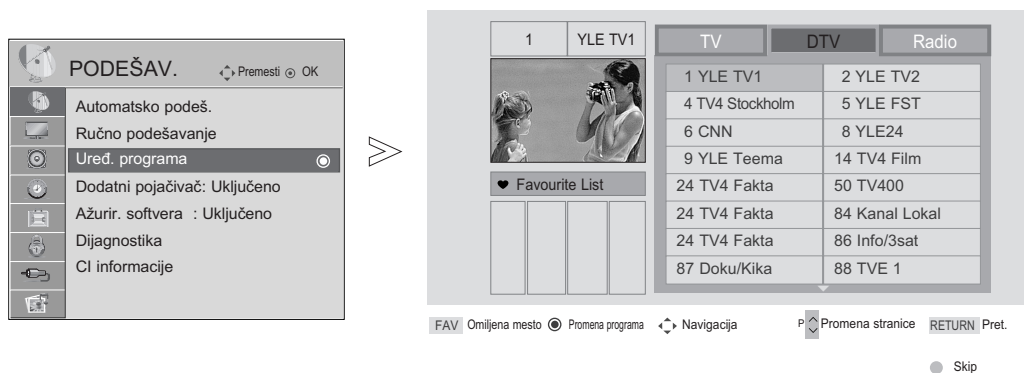 PODEŠAV.
Premesti OK
Automatsko podeš.
Ručno podešavanje
Uređ. programa
Dodatni pojačivač: Uključeno
Ažurir. softvera : Uključeno
Dijagnostika
CI informacije
1 YLE TV1
Favourite List
TV DTV Radio
1 YLE TV1 2 YLE TV2
4 TV4 Stockholm 5 YLE FST
6 CNN 8 YLE24
9 YLE Teema 14 TV4 Film
24 TV4 Fakta 50 TV400
24 TV4 Fakta 84 Kanal Lokal
24 TV4 Fakta 86 Info/3sat
87 Doku/Kika 88 TVE 1
FAV Omiljena mesto Promena programa Navigacija P Promena stranice RETURN Pret.
Skip